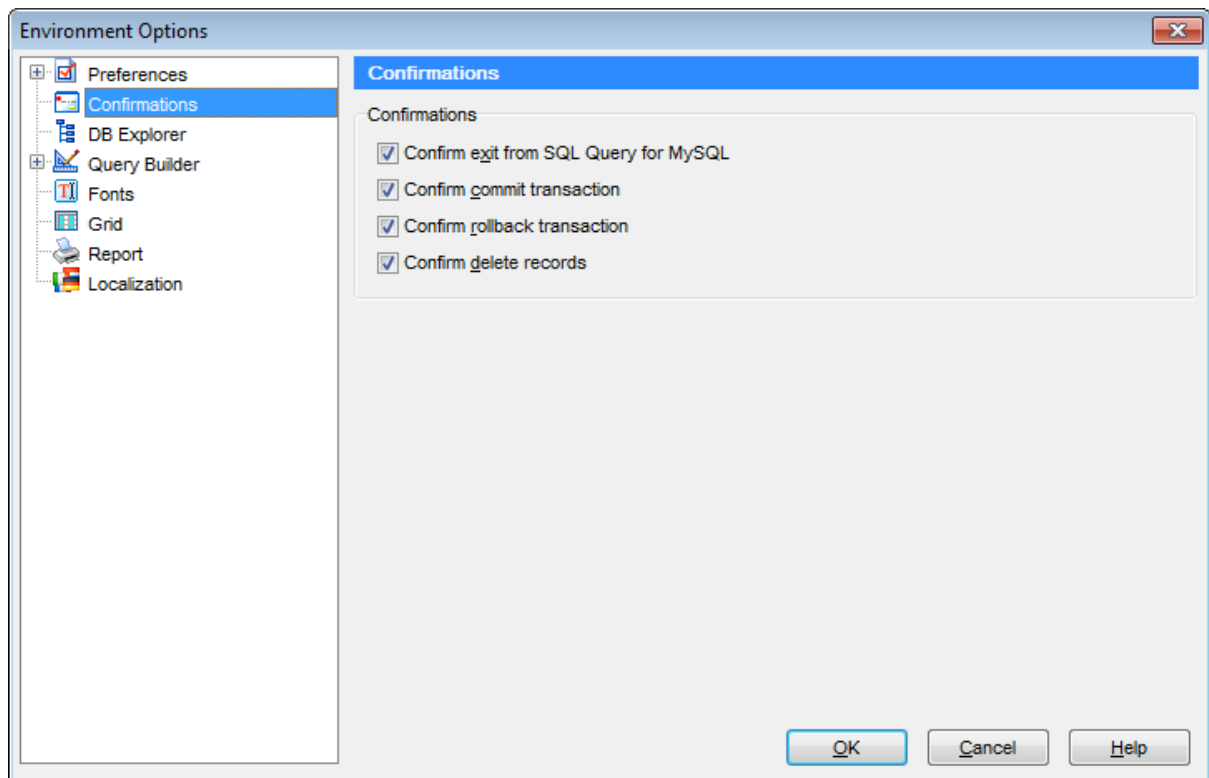 Environment Options
Preferences
Confirmations
DB Explorer
Query Builder
Fonts
Grid
Report
Localization
Confirmations
Confirmations
Confirm exit from SQL Query for MySQL
Confirm commit transaction
Confirm rollback transaction
Confirm delete records
OK
Cancel
Help